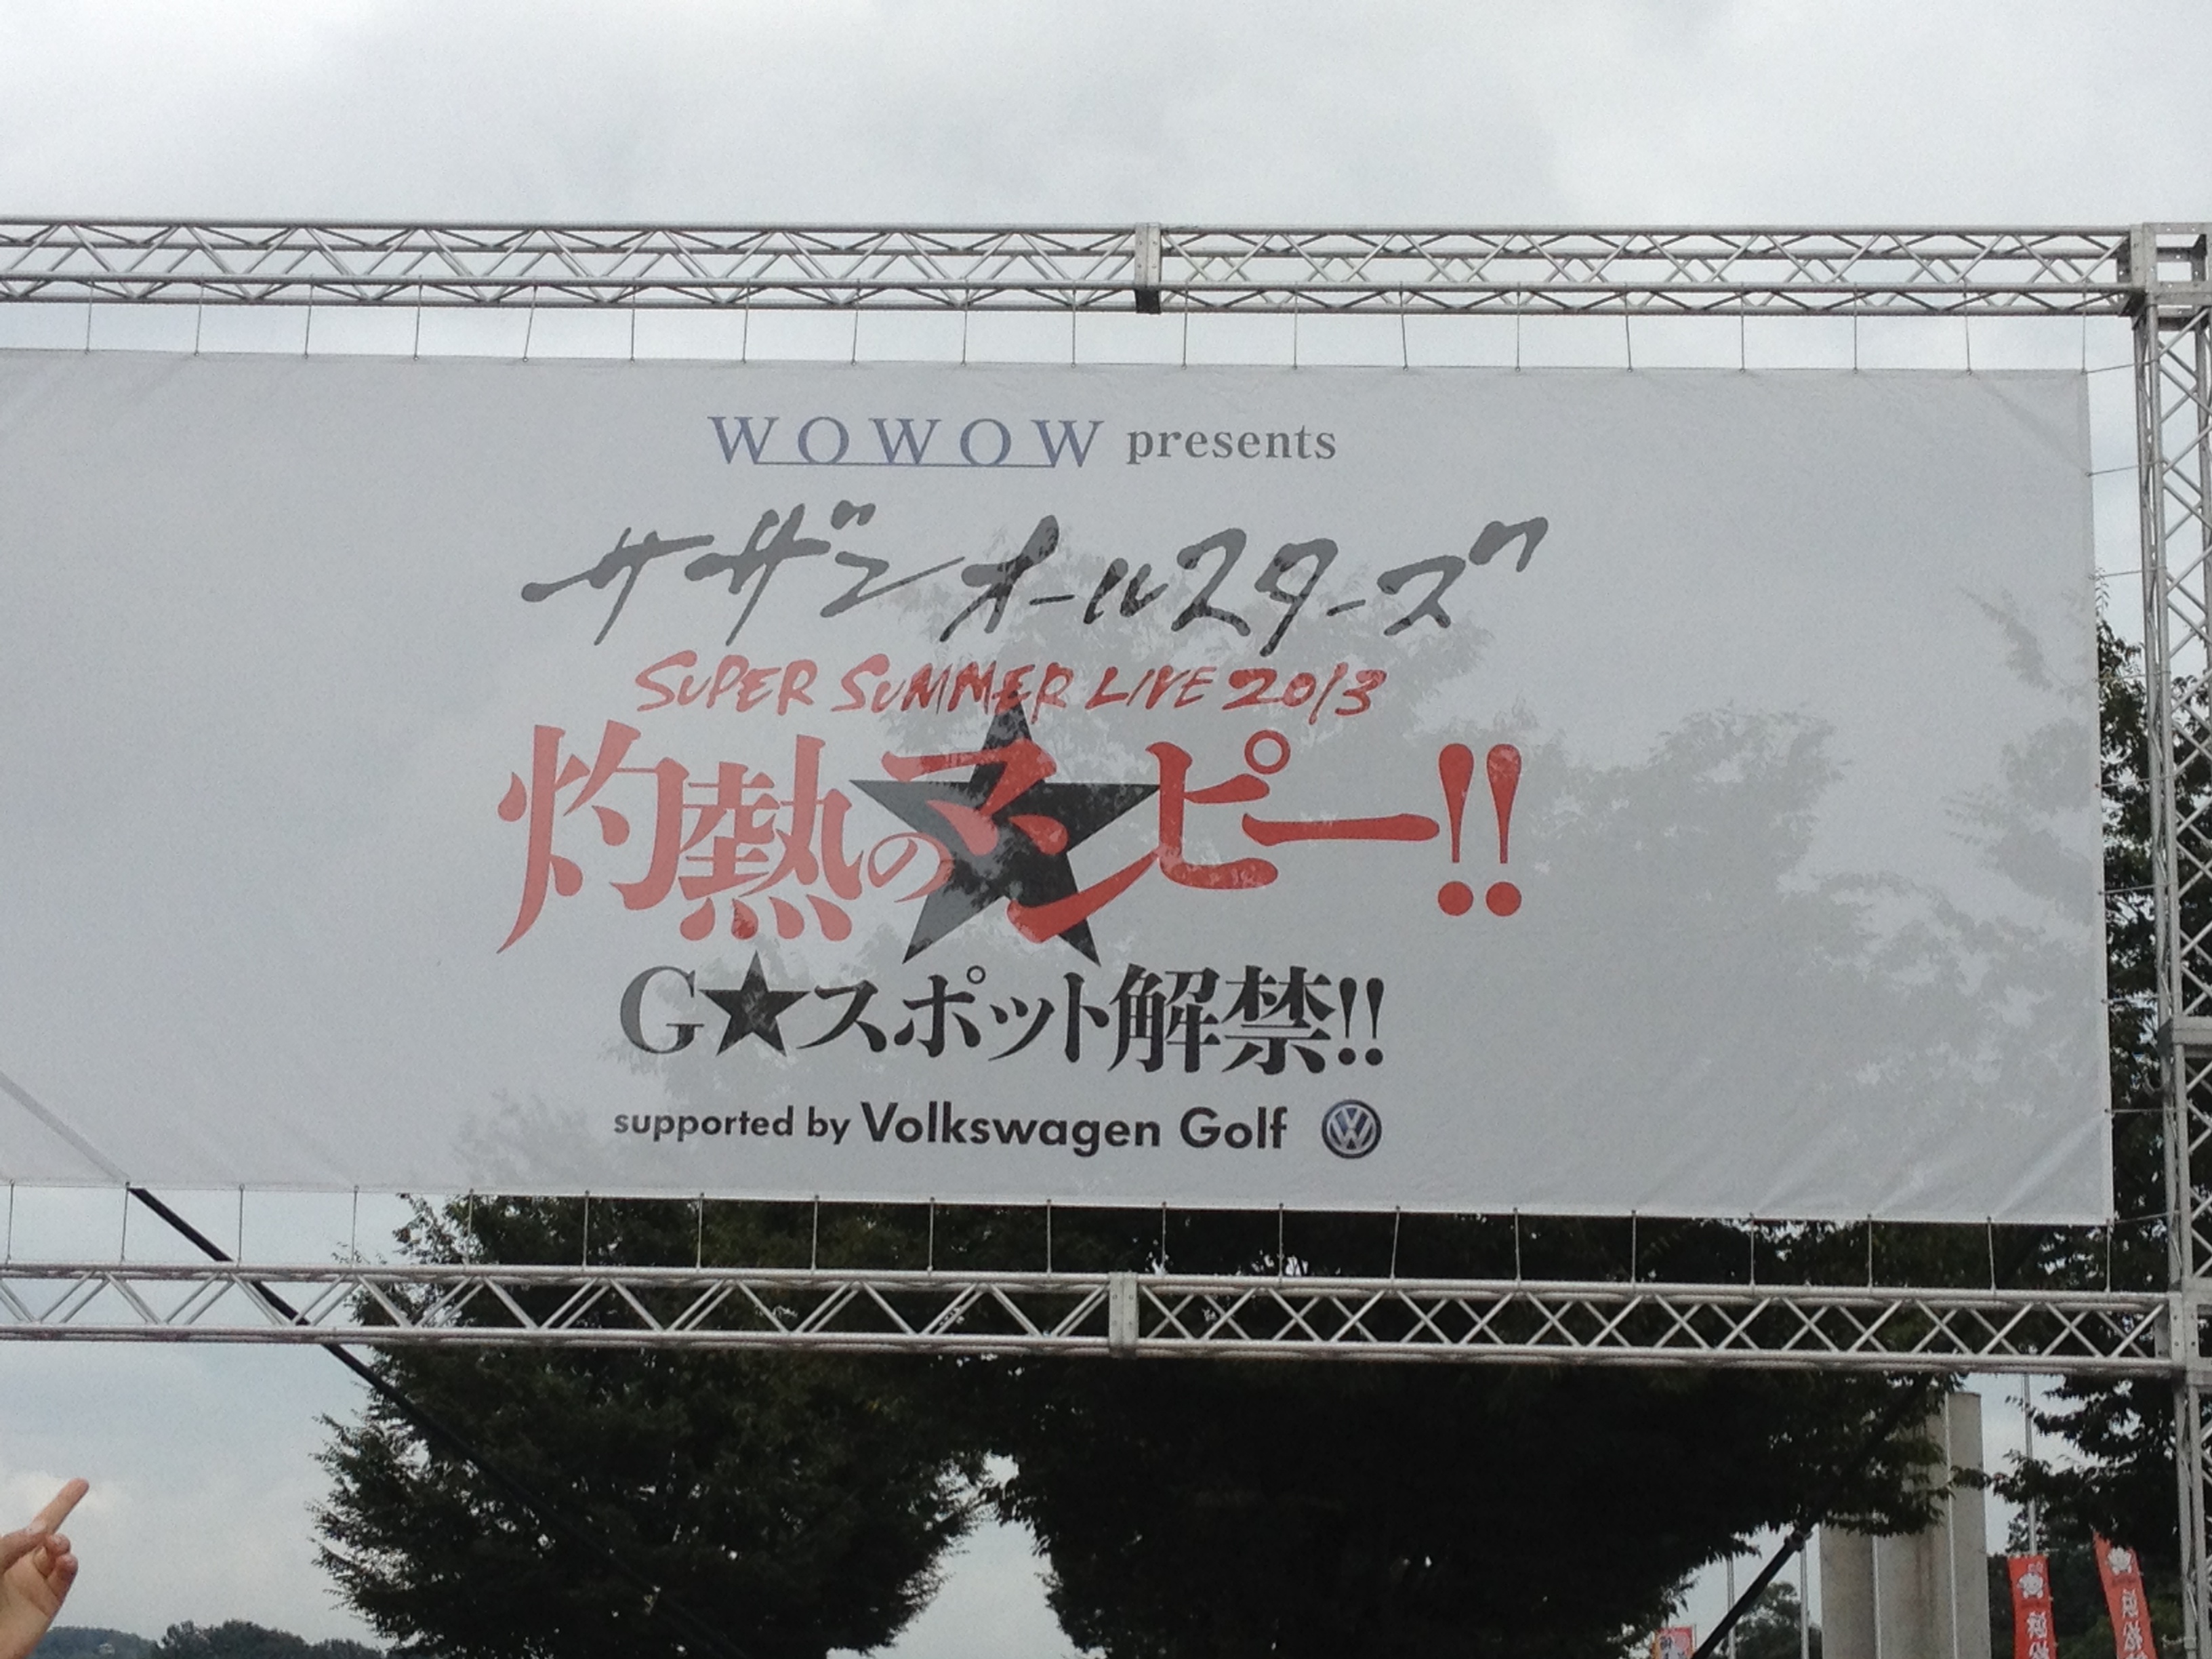 WOWOW presents
サザンオールスターズ
SUPER SUMMER LIVE 2013
灼熱のマンピー!!
G★スポット解禁!!
supported by Volkswagen Golf